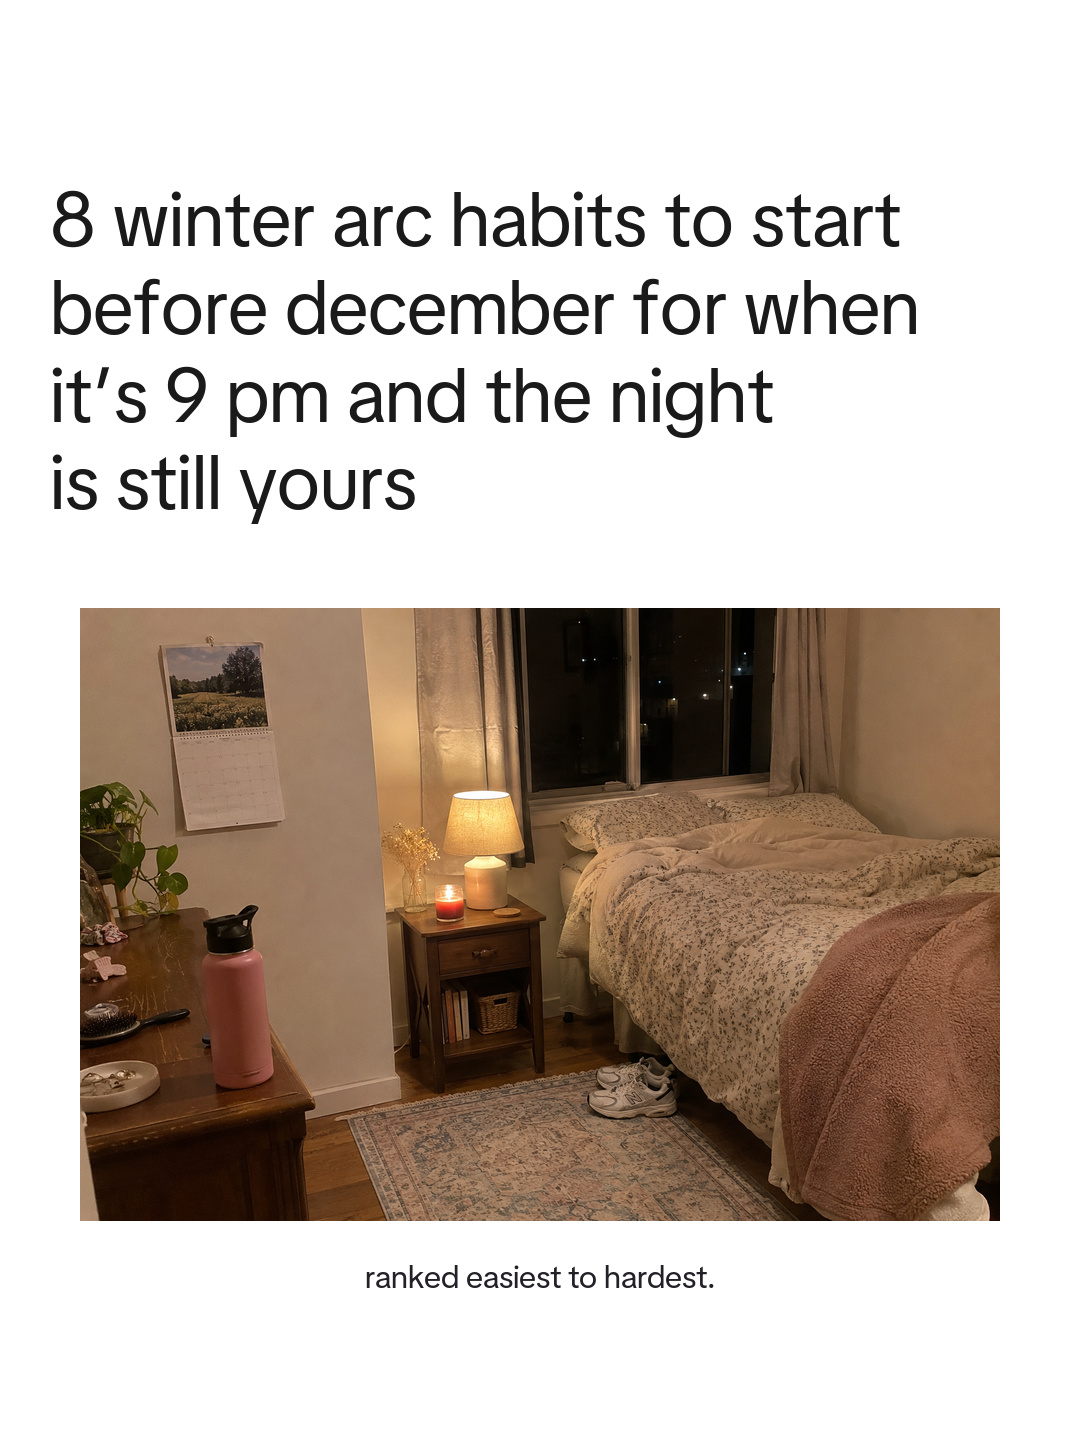 8 winter arc habits to start
before december for when
it’s 9 pm and the night
is still yours
ranked easiest to hardest.